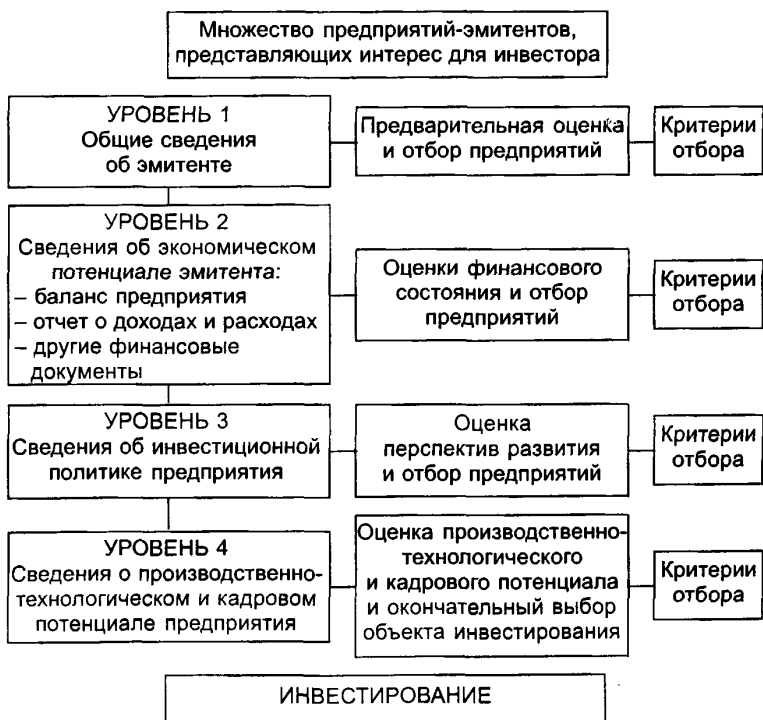 Множество предприятий-эмитентов,
представляющих интерес для инвестора
УРОВЕНЬ 1
Общие сведения
об эмитенте
Предварительная оценка
и отбор предприятий
Критерии
отбора
УРОВЕНЬ 2
Сведения об экономическом
потенциале эмитента:
– баланс предприятия
– отчет о доходах и расходах
– другие финансовые
документы
Оценки финансового
состояния и отбор
предприятий
Критерии
отбора
УРОВЕНЬ 3
Сведения об инвестиционной
политике предприятия
Оценка
перспектив развития
и отбор предприятий
Критерии
отбора
УРОВЕНЬ 4
Сведения о производственно-
технологическом и кадровом
потенциале предприятия
Оценка производственно-
технологического
и кадрового потенциала
и окончательный выбор
объекта инвестирования
Критерии
отбора
ИНВЕСТИРОВАНИЕ